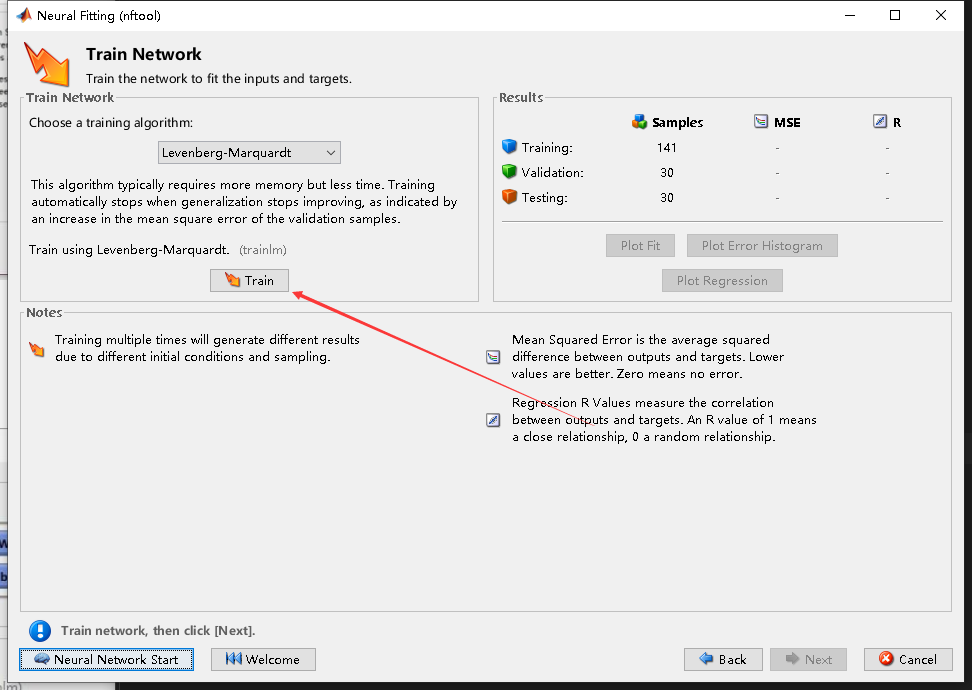 Neural Fitting (nftool)
Train Network
Train the network to fit the inputs and targets.
Train Network
Choose a training algorithm:
Levenberg-Marquardt
This algorithm typically requires more memory but less time. Training
automatically stops when generalization stops improving, as indicated by
an increase in the mean square error of the validation samples.
Train using Levenberg-Marquardt. (trainlm)
Train
Results
Samples MSE R
Training: 141 - -
Validation: 30 - -
Testing: 30 - -
Plot Fit Plot Error Histogram
Plot Regression
Notes
Training multiple times will generate different results
due to different initial conditions and sampling.
Mean Squared Error is the average squared
difference between outputs and targets. Lower
values are better. Zero means no error.
Regression R Values measure the correlation
between outputs and targets. An R value of 1 means
a close relationship, 0 a random relationship.
Train network, then click [Next].
Neural Network Start Welcome Back Next Cancel